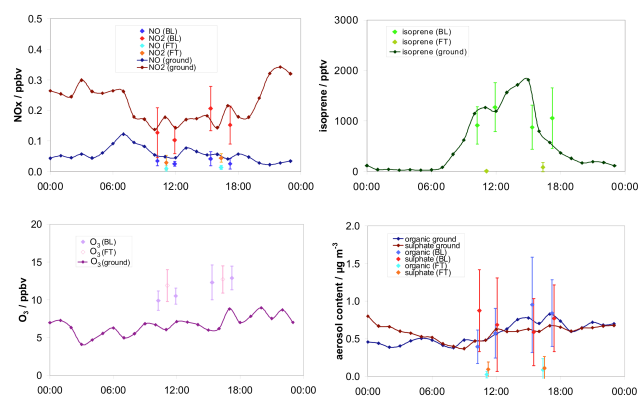 NOx / ppbv
0.5
0.4
0.3
0.2
0.1
0.0
NO (BL)
NO2 (BL)
NO (FT)
NO2 (FT)
NO (ground)
NO2 (ground)
00:00 06:00 12:00 18:00 00:00
isoprene / pptv
3000
2000
1000
0
isoprene (BL)
isoprene (FT)
isoprene (ground)
00:00 06:00 12:00 18:00 00:00
O3 / ppbv
20
15
10
5
0
O3 (BL)
O3 (FT)
O3 (ground)
00:00 06:00 12:00 18:00 00:00
aerosol content / µg m-3
2.0
1.5
1.0
0.5
0.0
organic ground
sulphate ground
organic (BL)
sulphate (BL)
organic (FT)
sulphate (FT)
00:00 06:00 12:00 18:00 00:00